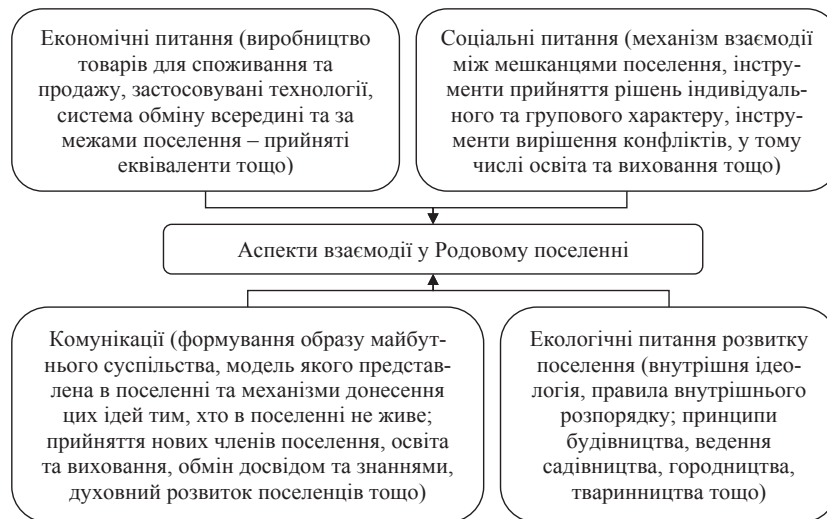 Економічні питання (виробництво
товарів для споживання та
продажу, застосовувані технології,
система обміну всередині та за
межами поселення – прийняті
еквіваленти тощо)
Соціальні питання (механізм взаємодії
між мешканцями поселення, інстру-
менти прийняття рішень індивідуаль-
ного та групового характеру, інстру-
менти вирішення конфліктів, у тому
числі освіта та виховання тощо)
Аспекти взаємодії у Родовому поселенні
Комунікації (формування образу майбут-
нього суспільства, модель якого представ-
лена в поселенні та механізми донесення
цих ідей тим, хто в поселенні не живе;
прийняття нових членів поселення, освіта
та виховання, обмін досвідом та знаннями,
духовний розвиток поселенців тощо)
Екологічні питання розвитку
поселення (внутрішня ідео-
логія, правила внутрішнього
розпорядку; принципи
будівництва, ведення
садівництва, городництва,
тваринництва тощо)